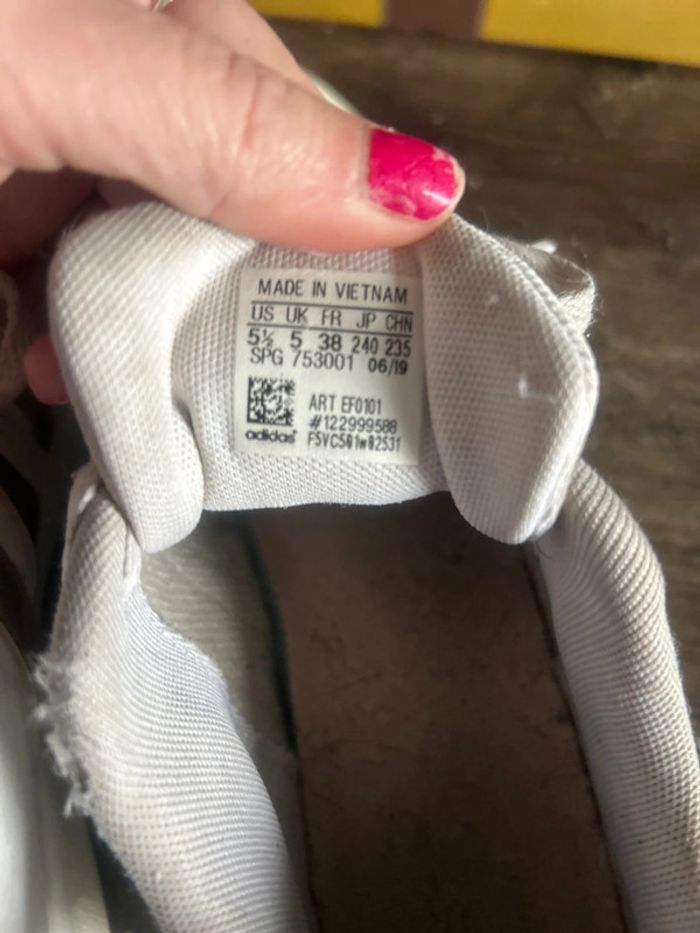 MADE IN VIETNAM
US UK FR JP CHN
5½ 5 38 240 235
SPG 753001 06/19
ART EF0101
#122999588
adidas F5VC501W02531